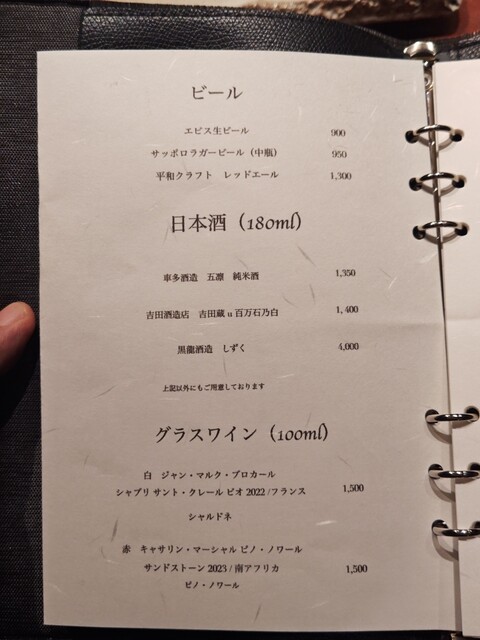 ビール
エビス生ビール 900
サッポロラガービール（中瓶） 950
平和クラフト レッドエール 1,300
日本酒（180ml）
車多酒造 五凛 純米酒 1,350
吉田酒造店 吉田蔵 u 百万石乃白 1,400
黒龍酒造 しずく 4,000
上記以外にもご用意しております
グラスワイン（100ml）
白 ジャン・マルク・ブロカール
シャブリ サント・クレール ビオ 2022 /フランス 1,500
シャルドネ
赤 キャサリン・マーシャル ピノ・ノワール
サンドストーン 2023 / 南アフリカ 1,500
ピノ・ノワール